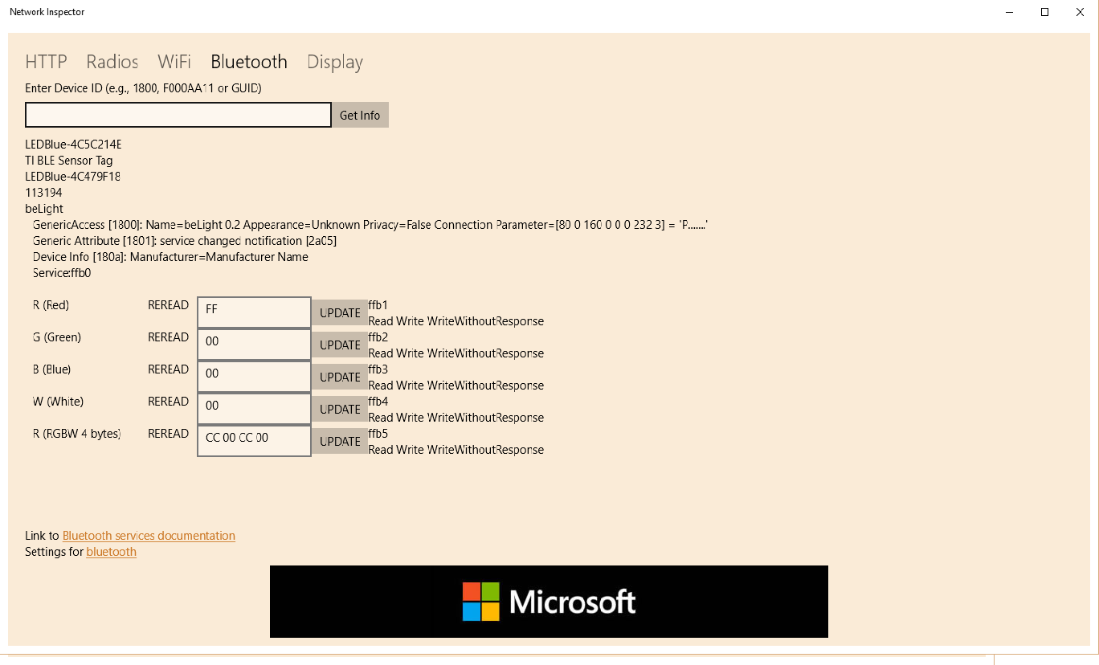 Network Inspector
HTTP Radios WiFi Bluetooth Display
Enter Device ID (e.g., 1800, F000AA11 or GUID)
Get Info
LEDBlue-4C5C214E
TI BLE Sensor Tag
LEDBlue-4C479F18
113194
beLight
GenericAccess [1800]: Name=beLight 0.2 Appearance=Unknown Privacy=False Connection Parameter=[80 0 160 0 0 0 232 3] = 'P.......'
Generic Attribute [1801]: service changed notification [2a05]
Device Info [180a]: Manufacturer=Manufacturer Name
Service:ffb0
R (Red) REREAD FF UPDATE ffb1
Read Write WriteWithoutResponse
G (Green) REREAD 00 UPDATE ffb2
Read Write WriteWithoutResponse
B (Blue) REREAD 00 UPDATE ffb3
Read Write WriteWithoutResponse
W (White) REREAD 00 UPDATE ffb4
Read Write WriteWithoutResponse
R (RGBW 4 bytes) REREAD CC 00 CC 00 UPDATE ffb5
Read Write WriteWithoutResponse
Link to Bluetooth services documentation
Settings for bluetooth
Microsoft